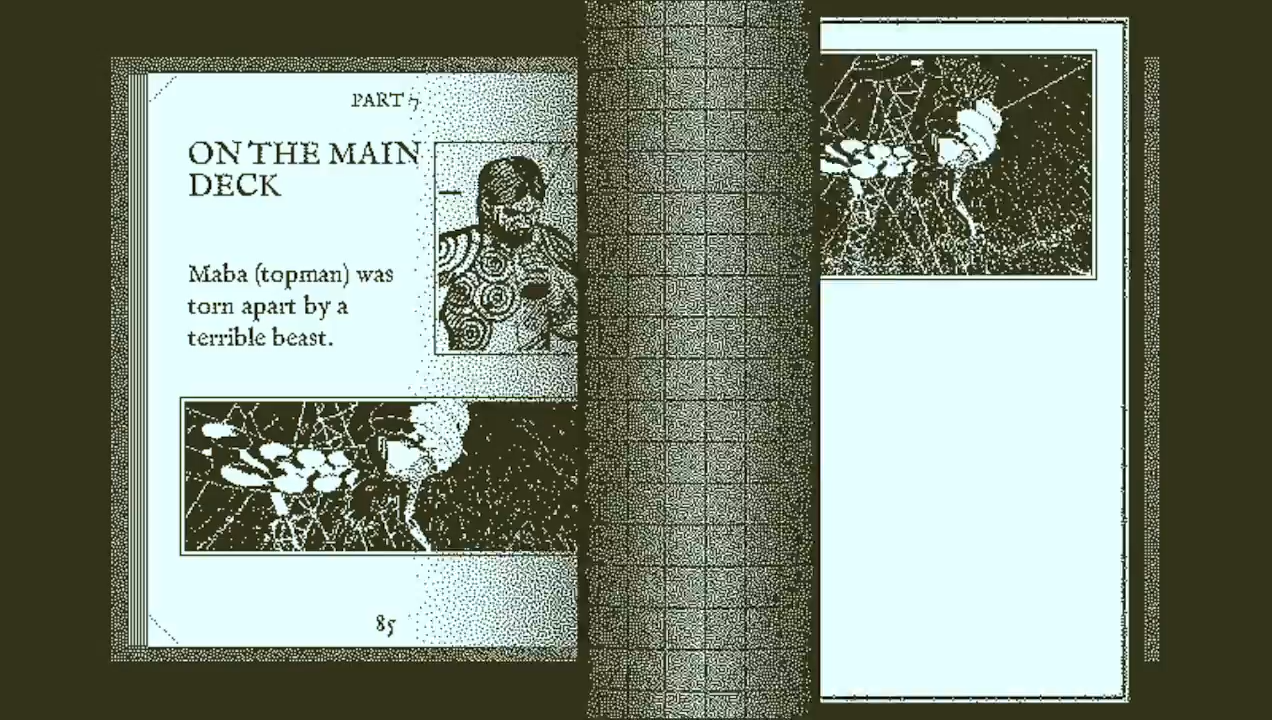 PART 7
ON THE MAIN
DECK
Maba (topman) was
torn apart by a
terrible beast.
85